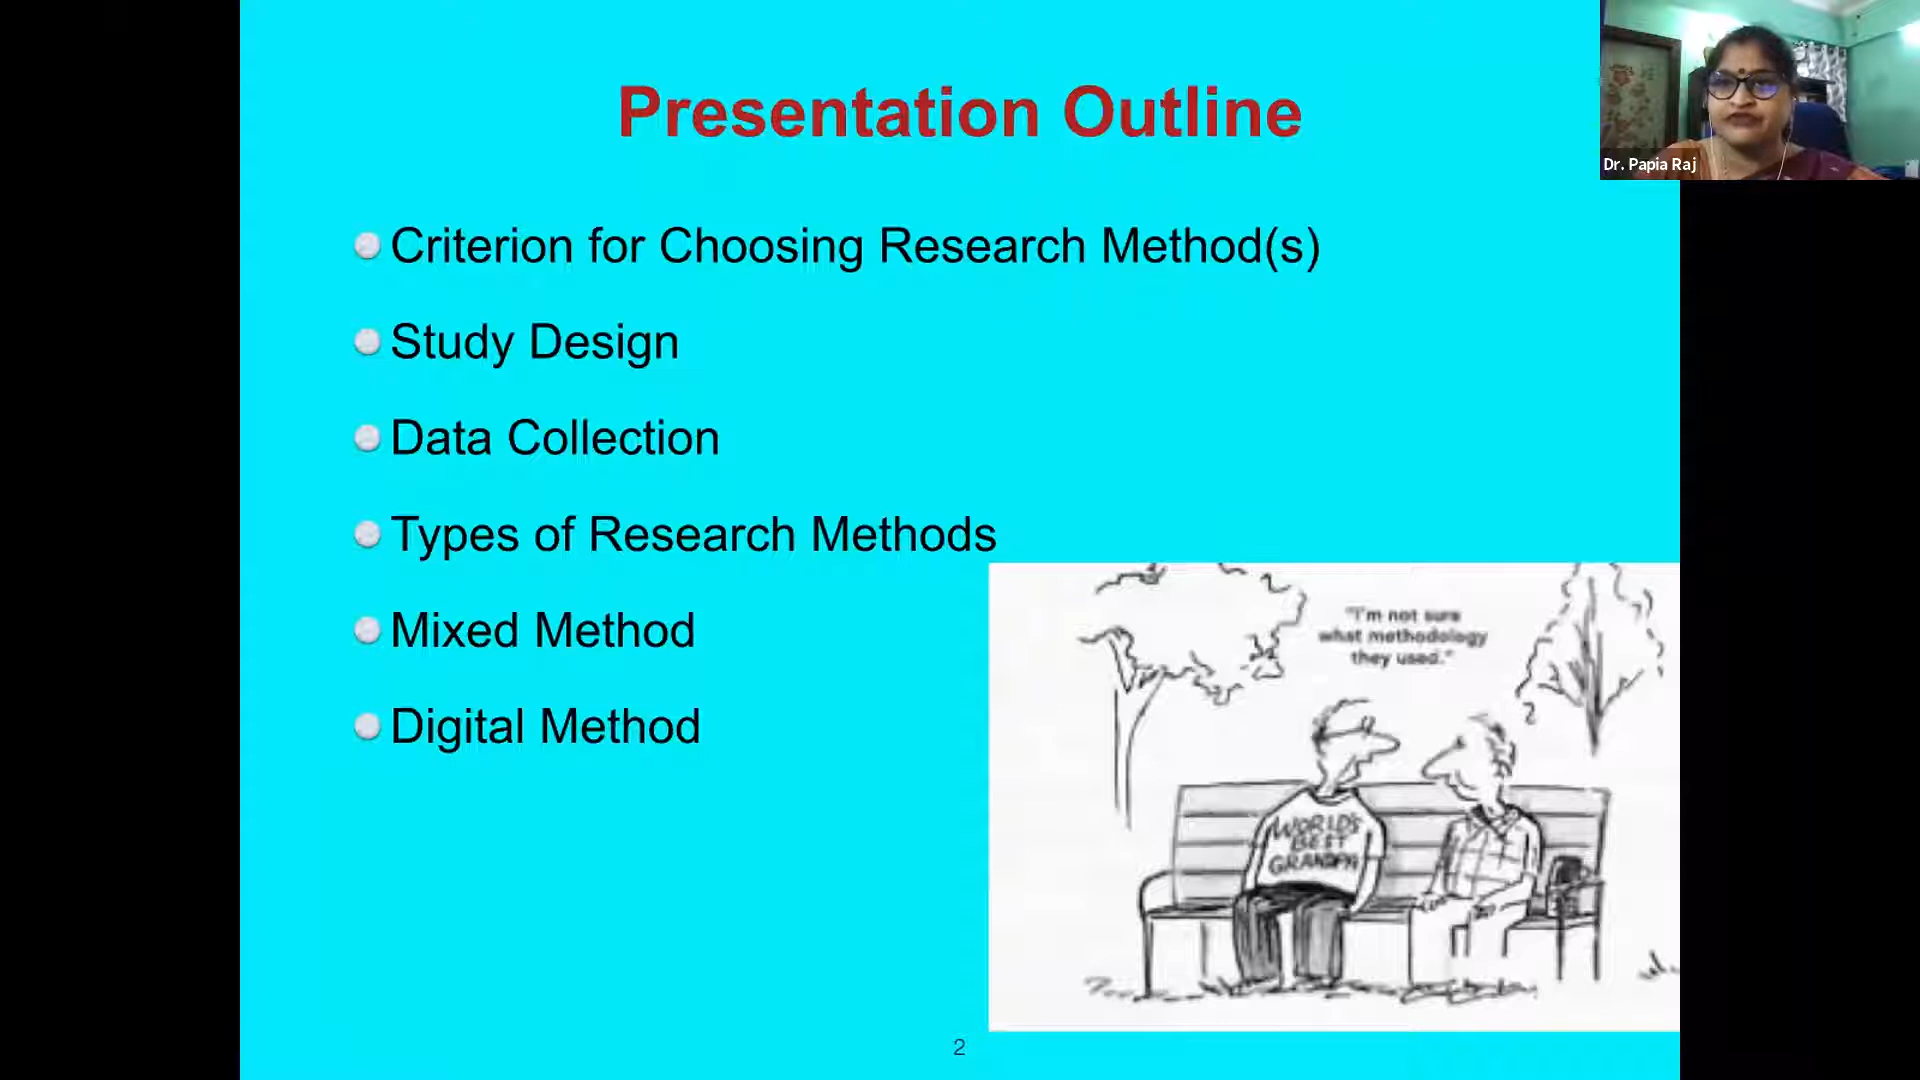 Presentation Outline
Dr. Papia Raj
Criterion for Choosing Research Method(s)
Study Design
Data Collection
Types of Research Methods
Mixed Method
Digital Method
"I'm not sure
what methodology
they used."
WORLD'S
BEST
GRANDPA
2